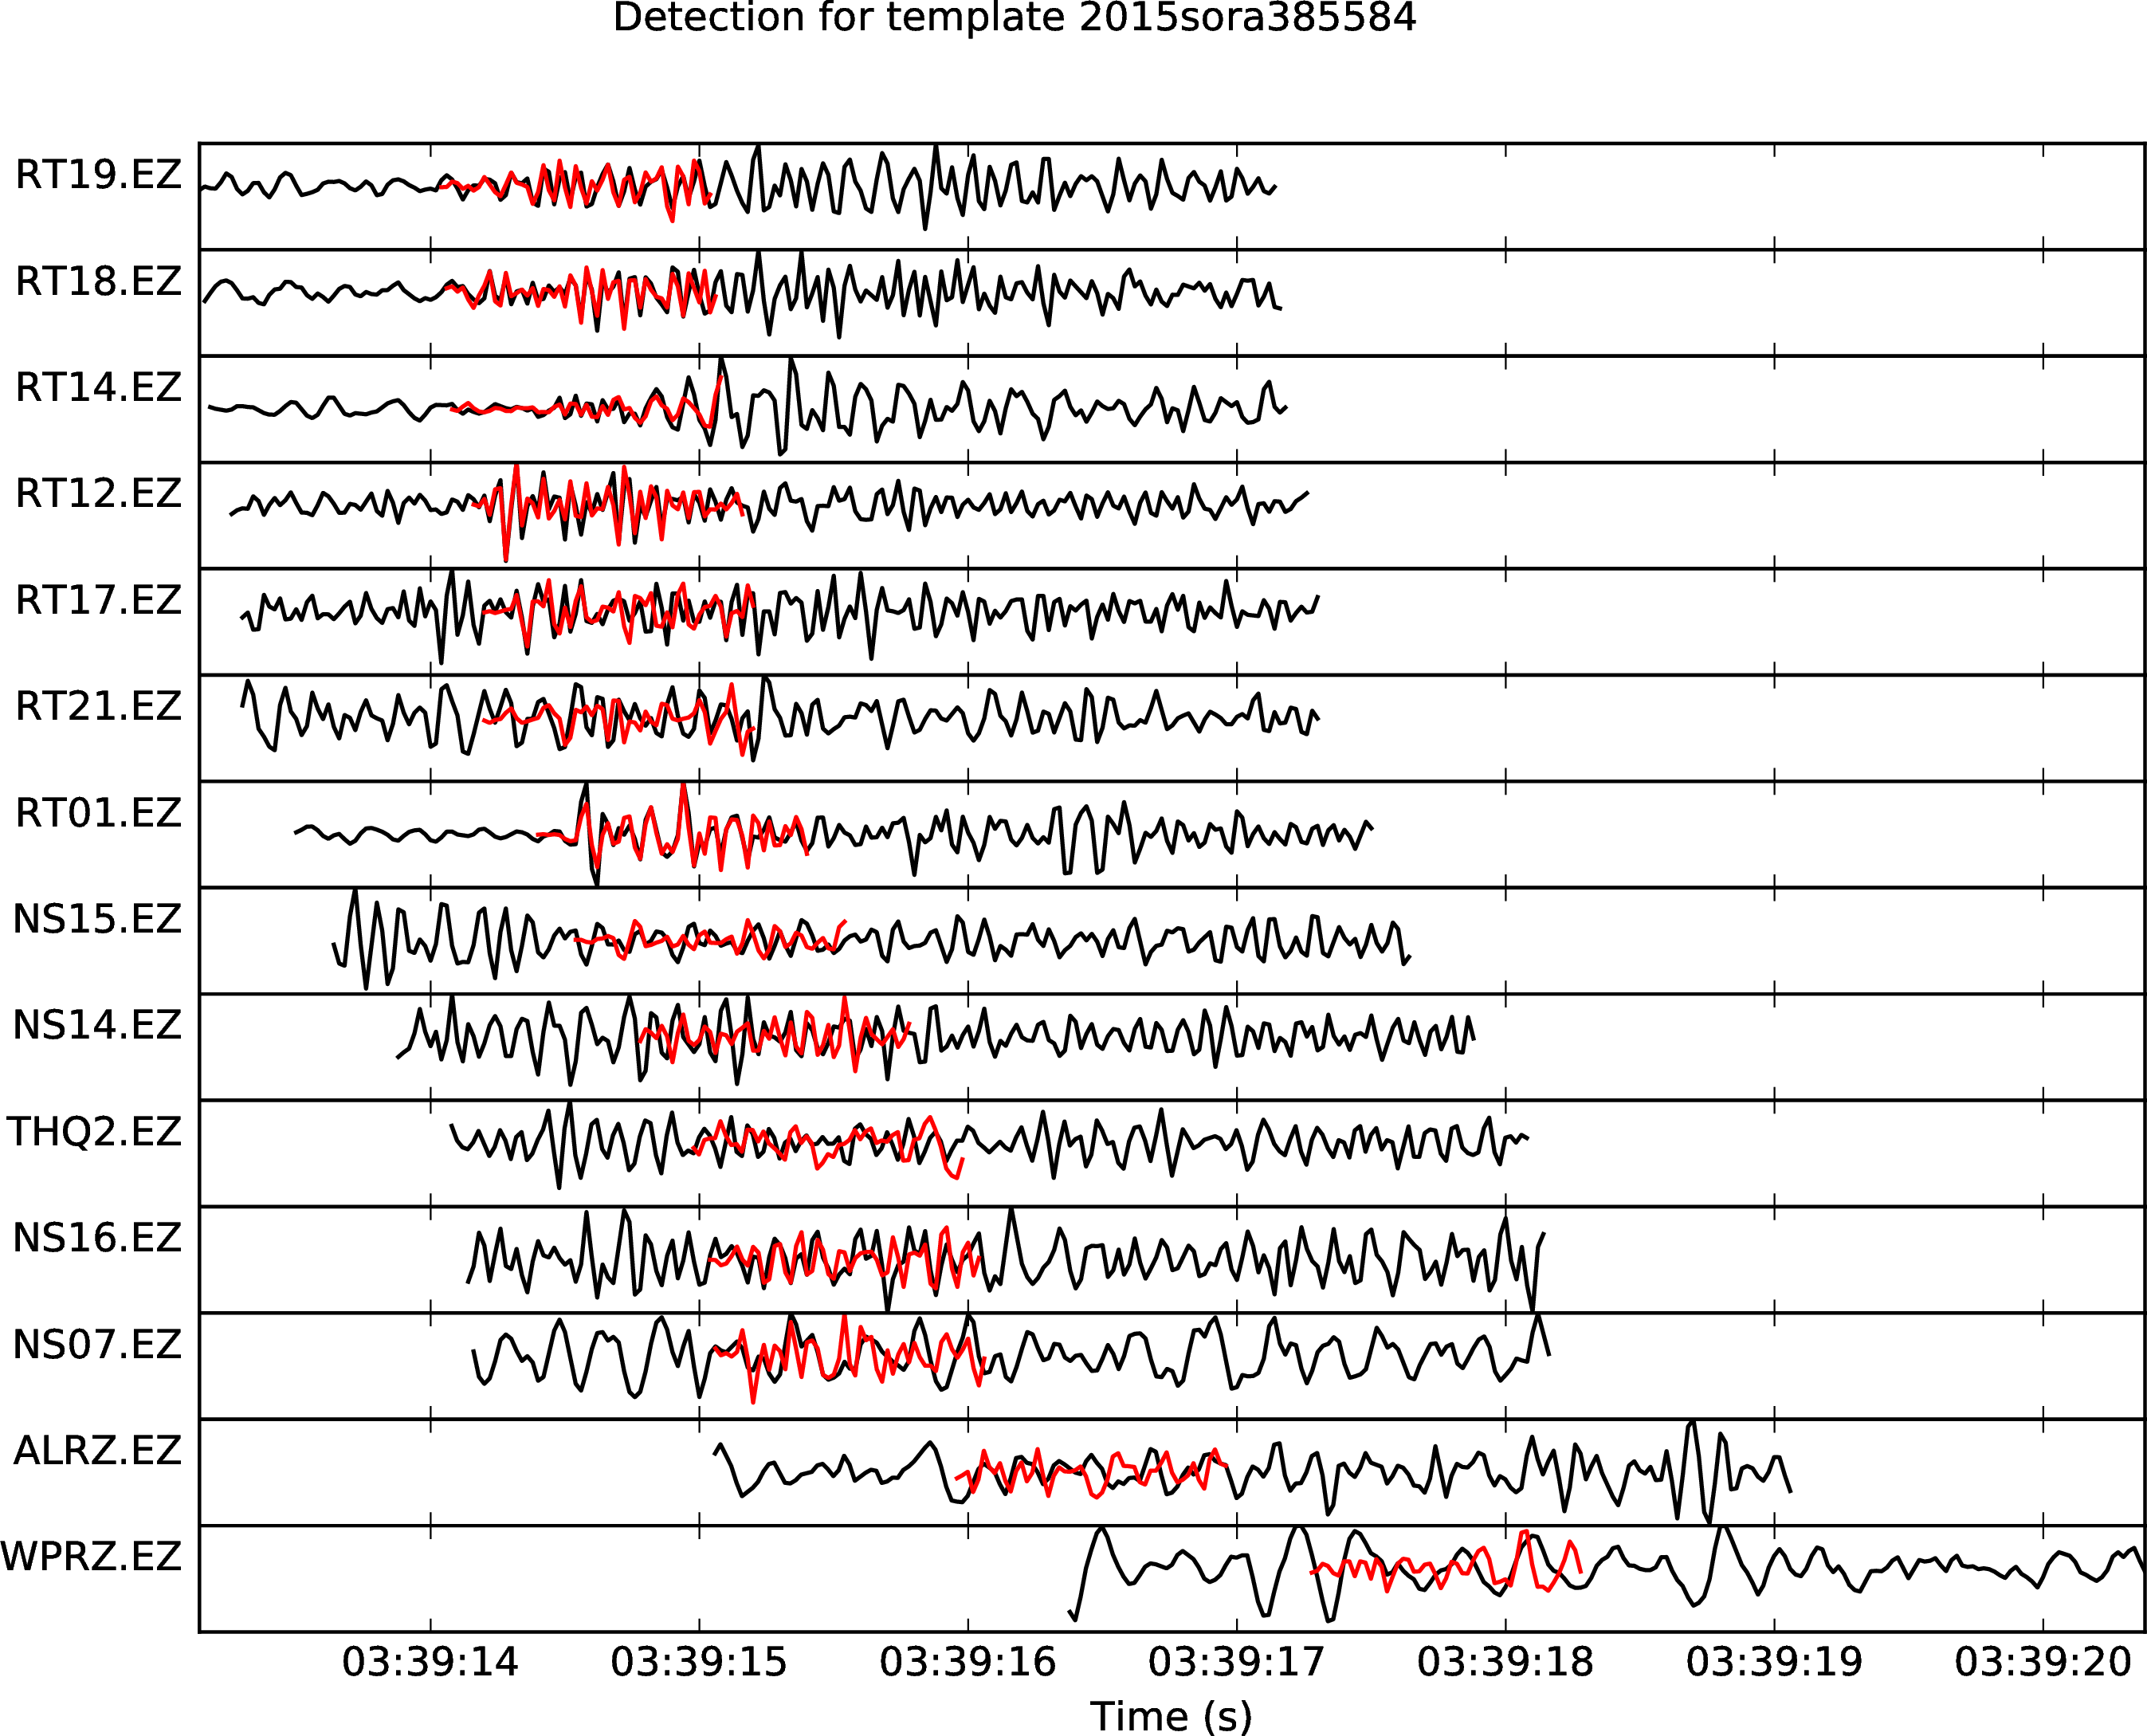 Detection for template 2015sora385584
RT19.EZ
RT18.EZ
RT14.EZ
RT12.EZ
RT17.EZ
RT21.EZ
RT01.EZ
NS15.EZ
NS14.EZ
THQ2.EZ
NS16.EZ
NS07.EZ
ALRZ.EZ
WPRZ.EZ
03:39:14 03:39:15 03:39:16 03:39:17 03:39:18 03:39:19 03:39:20
Time (s)